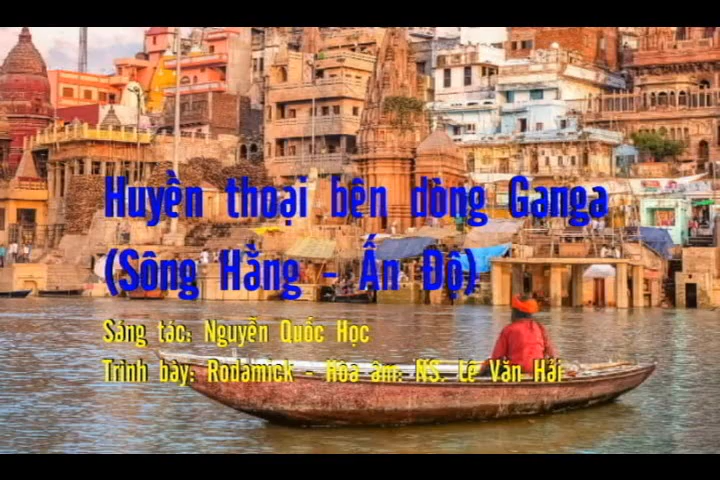 Huyền thoại bên dòng Ganga
(Sông Hằng - Ấn Độ)
Sáng tác: Nguyễn Quốc Học
Trình bày: Rodamick - Hòa âm: NS. Lê Văn Hải